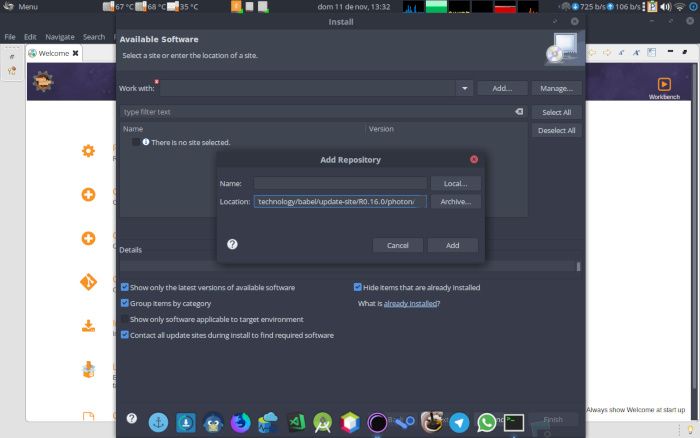 Menu
67 °C
68 °C
35 °C
dom 11 de nov, 13:32
725 b/s
106 b/s
Install
File Edit Navigate Search
Welcome
Available Software
Select a site or enter the location of a site.
Work with:
Add...
Manage...
type filter text
Select All
Deselect All
Name
Version
There is no site selected.
Workbench
Add Repository
Name:
Local...
Location:
technology/babel/update-site/R0.16.0/photon/
Archive...
?
Cancel
Add
Details
Show only the latest versions of available software
Hide items that are already installed
Group items by category
What is already installed?
Show only software applicable to target environment
Contact all update sites during install to find required software
?
Finish
Always show Welcome at start up